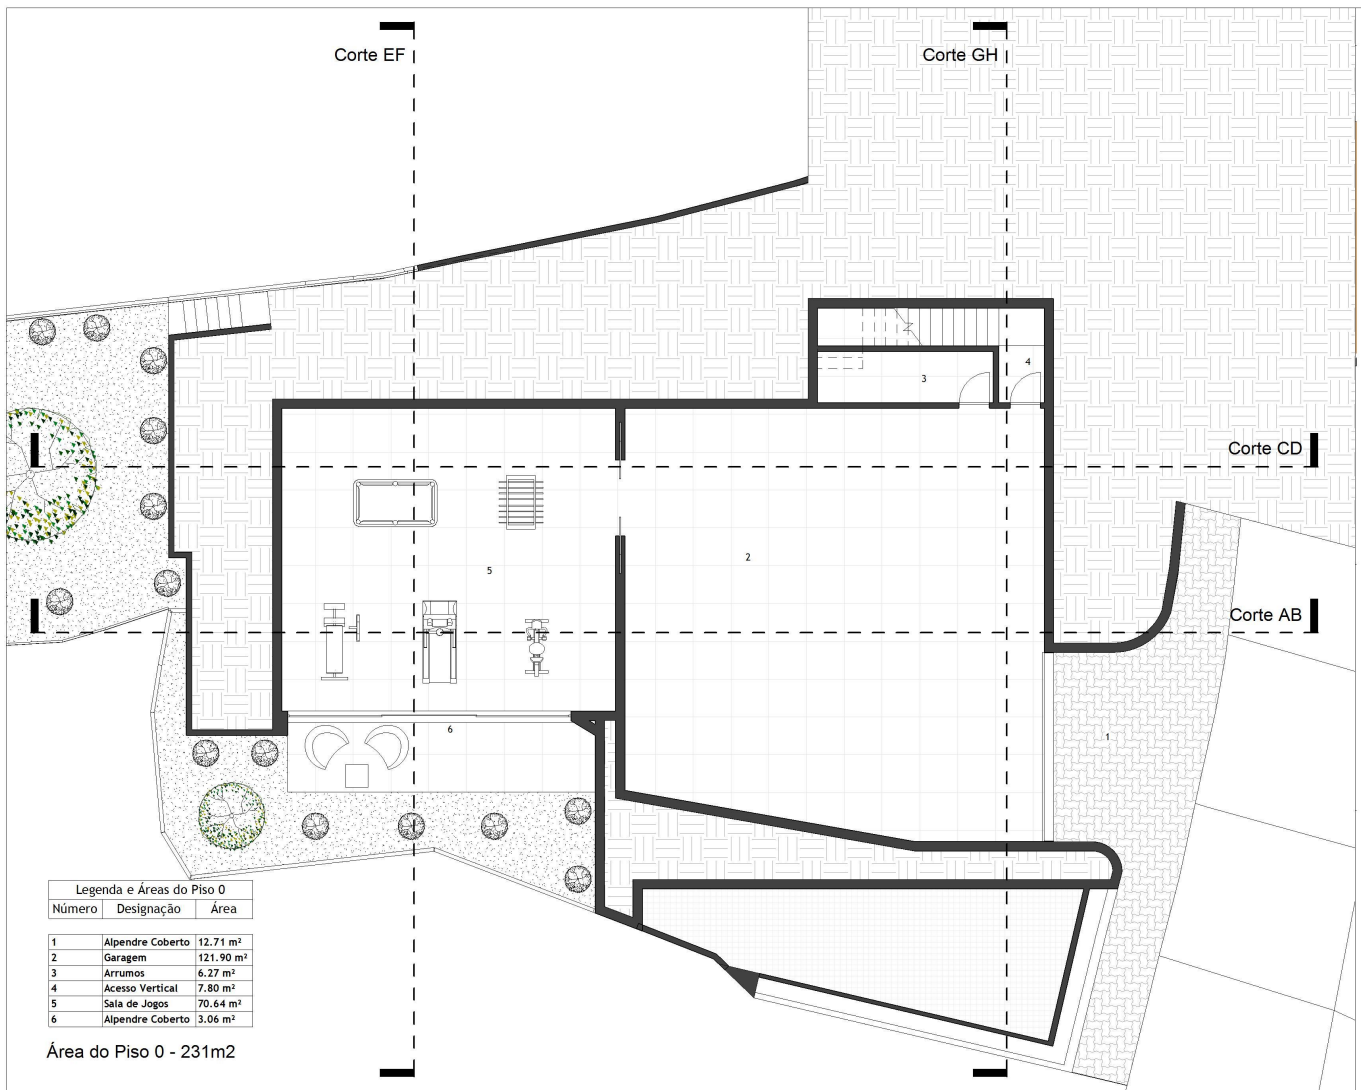 Corte EF
Corte GH
4
3
Corte CD
2
5
Corte AB
6
1
Legenda e Áreas do Piso 0
Número Designação Área
1 Alpendre Coberto 12.71 m²
2 Garagem 121.90 m²
3 Arrumos 6.27 m²
4 Acesso Vertical 7.80 m²
5 Sala de Jogos 70.64 m²
6 Alpendre Coberto 3.06 m²
Área do Piso 0 - 231m2